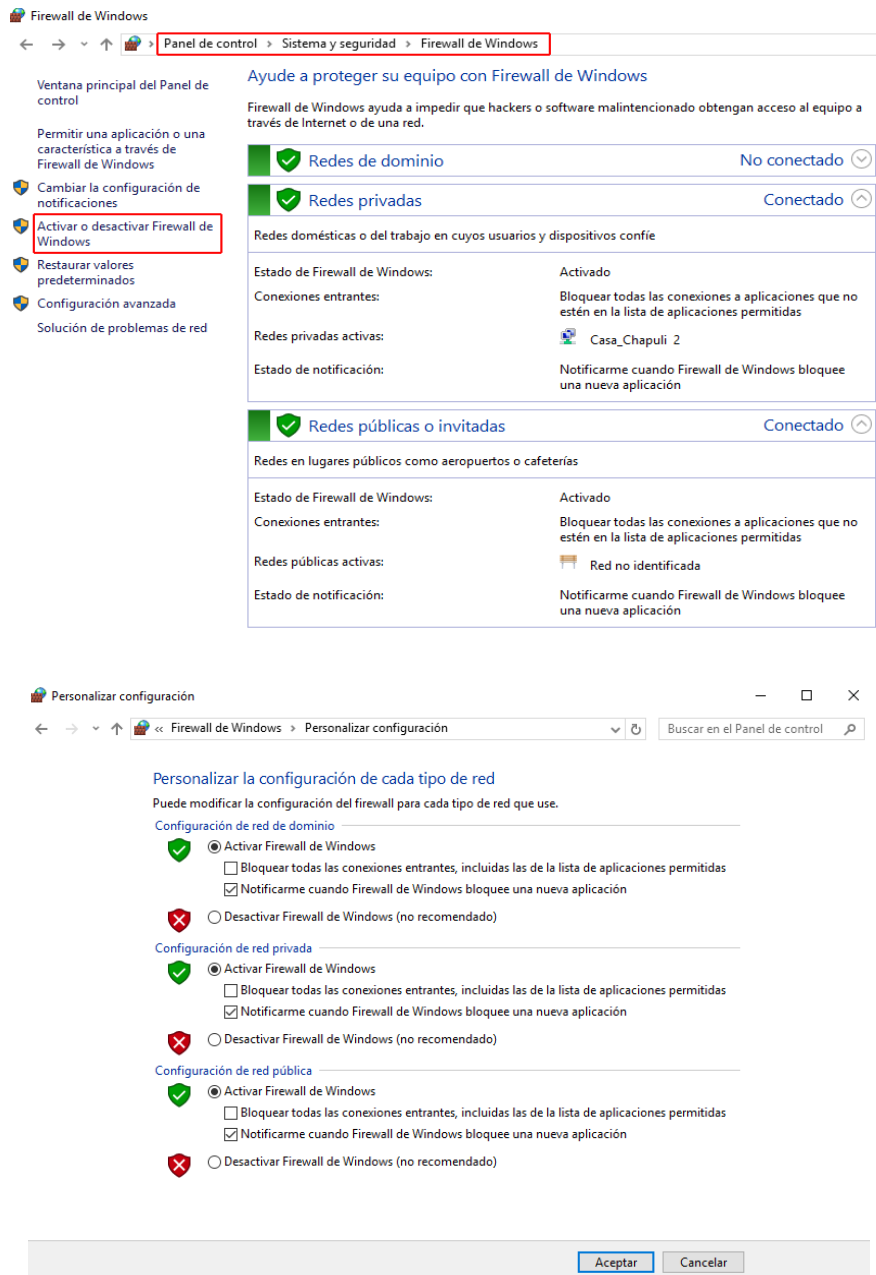 Firewall de Windows
Panel de control > Sistema y seguridad > Firewall de Windows
Ventana principal del Panel de
control
Permitir una aplicación o una
característica a través de
Firewall de Windows
Cambiar la configuración de
notificaciones
Activar o desactivar Firewall de
Windows
Restaurar valores
predeterminados
Configuración avanzada
Solución de problemas de red
Ayude a proteger su equipo con Firewall de Windows
Firewall de Windows ayuda a impedir que hackers o software malintencionado obtengan acceso al equipo a
través de Internet o de una red.
Redes de dominio No conectado
Redes privadas Conectado
Redes domésticas o del trabajo en cuyos usuarios y dispositivos confíe
Estado de Firewall de Windows: Activado
Conexiones entrantes: Bloquear todas las conexiones a aplicaciones que no
estén en la lista de aplicaciones permitidas
Redes privadas activas: Casa_Chapuli 2
Estado de notificación: Notificarme cuando Firewall de Windows bloquee
una nueva aplicación
Redes públicas o invitadas Conectado
Redes en lugares públicos como aeropuertos o cafeterías
Estado de Firewall de Windows: Activado
Conexiones entrantes: Bloquear todas las conexiones a aplicaciones que no
estén en la lista de aplicaciones permitidas
Redes públicas activas: Red no identificada
Estado de notificación: Notificarme cuando Firewall de Windows bloquee
una nueva aplicación
Personalizar configuración
« Firewall de Windows > Personalizar configuración Buscar en el Panel de control
Personalizar la configuración de cada tipo de red
Puede modificar la configuración del firewall para cada tipo de red que use.
Configuración de red de dominio
Activar Firewall de Windows
Bloquear todas las conexiones entrantes, incluidas las de la lista de aplicaciones permitidas
Notificarme cuando Firewall de Windows bloquee una nueva aplicación
Desactivar Firewall de Windows (no recomendado)
Configuración de red privada
Activar Firewall de Windows
Bloquear todas las conexiones entrantes, incluidas las de la lista de aplicaciones permitidas
Notificarme cuando Firewall de Windows bloquee una nueva aplicación
Desactivar Firewall de Windows (no recomendado)
Configuración de red pública
Activar Firewall de Windows
Bloquear todas las conexiones entrantes, incluidas las de la lista de aplicaciones permitidas
Notificarme cuando Firewall de Windows bloquee una nueva aplicación
Desactivar Firewall de Windows (no recomendado)
Aceptar Cancelar